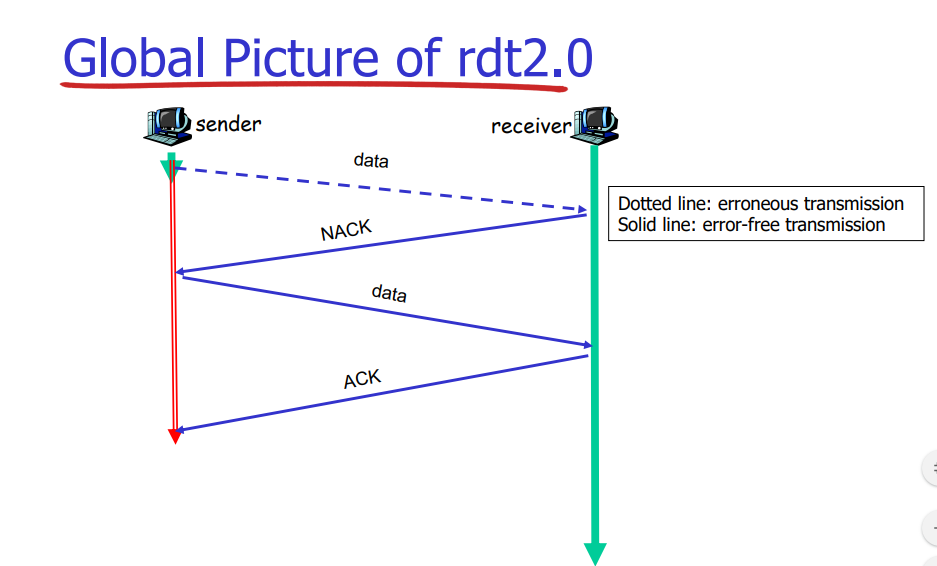 Global Picture of rdt2.0
sender
receiver
data
Dotted line: erroneous transmission
Solid line: error-free transmission
NACK
data
ACK